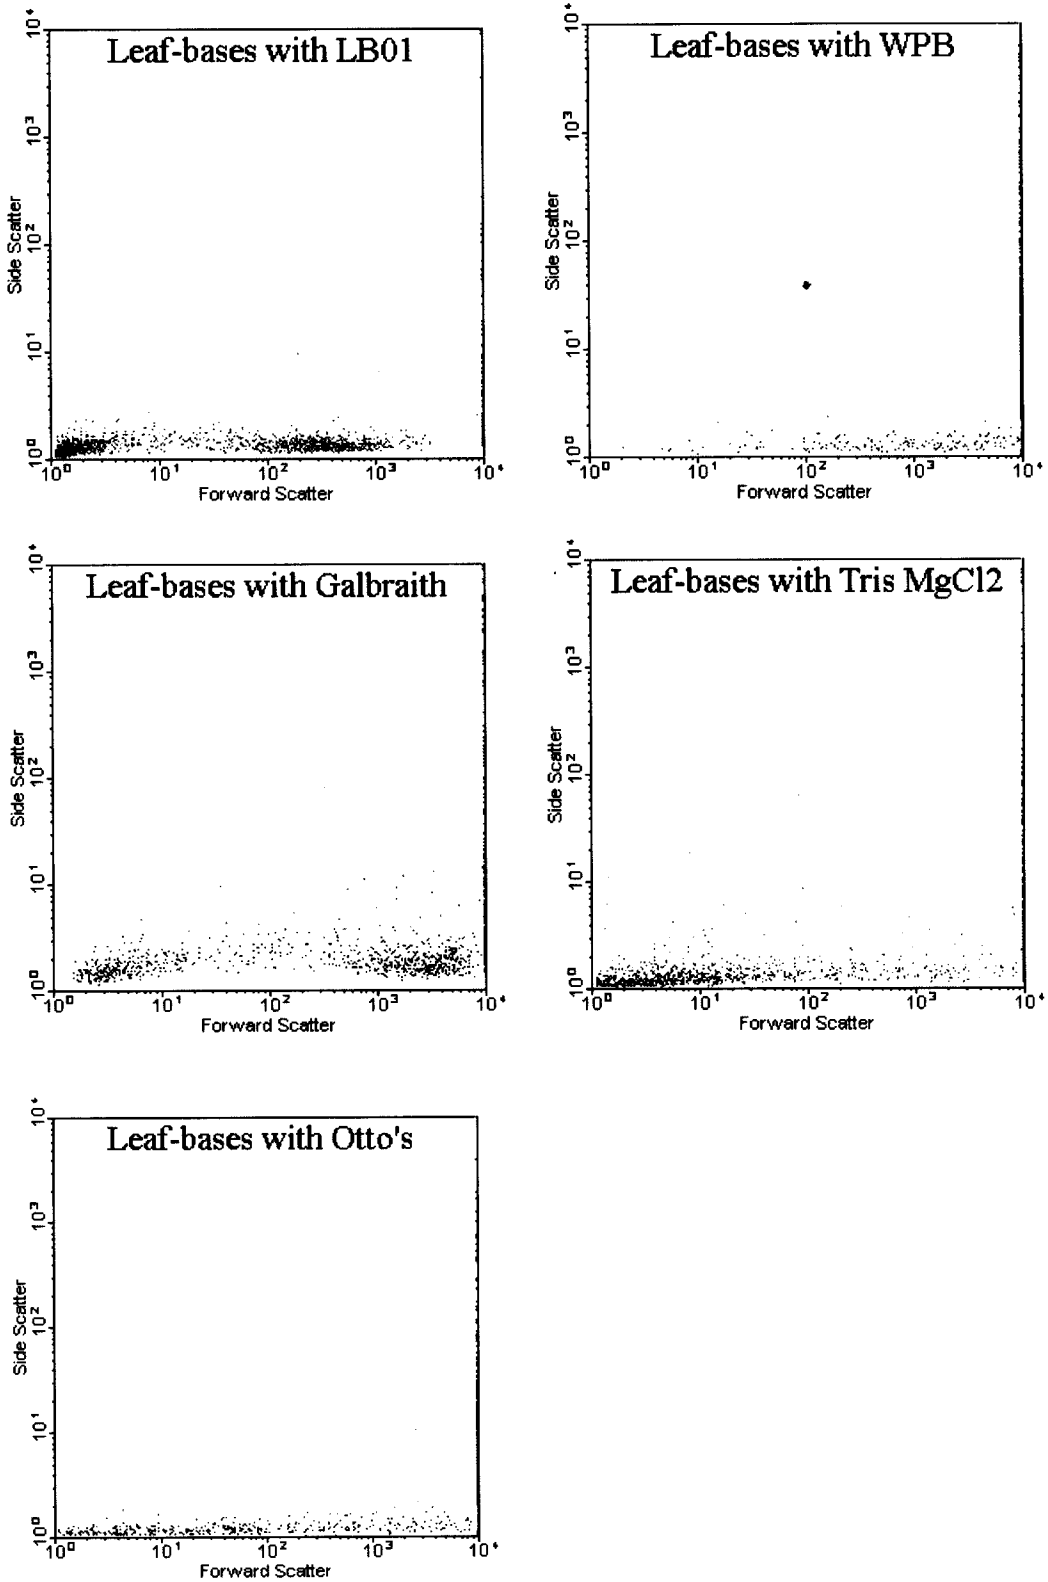 Leaf-bases with LB01
10⁴
10³
10²
10¹
10⁰
Side Scatter
10⁰ 10¹ 10² 10³ 10⁴
Forward Scatter
Leaf-bases with WPB
10⁴
10³
10²
10¹
10⁰
Side Scatter
10⁰ 10¹ 10² 10³ 10⁴
Forward Scatter
Leaf-bases with Galbraith
10⁴
10³
10²
10¹
10⁰
Side Scatter
10⁰ 10¹ 10² 10³ 10⁴
Forward Scatter
Leaf-bases with Tris MgCl2
10⁴
10³
10²
10¹
10⁰
Side Scatter
10⁰ 10¹ 10² 10³ 10⁴
Forward Scatter
Leaf-bases with Otto's
10⁴
10³
10²
10¹
10⁰
Side Scatter
10⁰ 10¹ 10² 10³ 10⁴
Forward Scatter